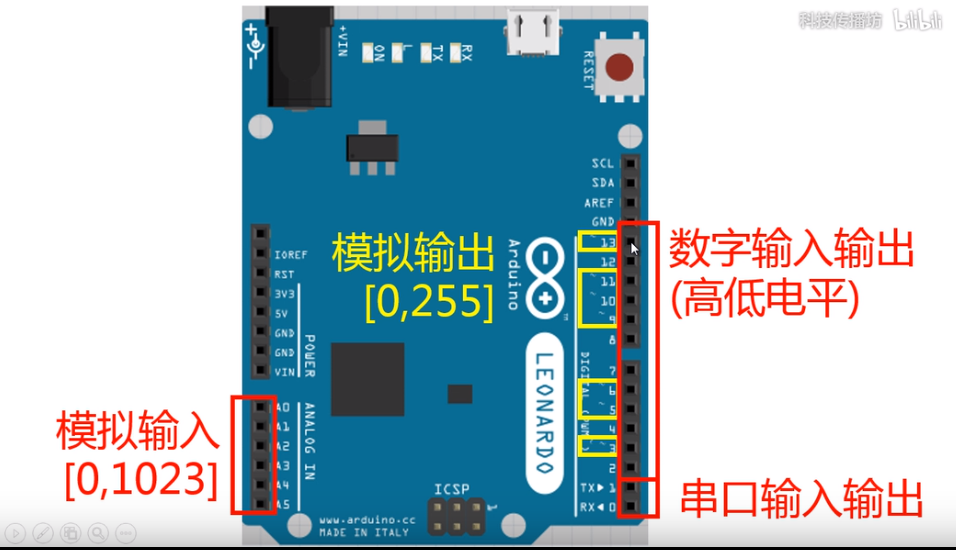 科技传播坊 bilibili
+VIN
ON
L
TX
RX
RESET
SCL
SDA
AREF
GND
~ 13
12
~ 11
~ 10
~ 9
8
数字输入输出
(高低电平)
模拟输出
[0,255]
Arduino
TM
LEONARDO
IOREF
RST
3V3
5V
GND
GND
VIN
POWER
7
~ 6
~ 5
4
~ 3
2
TX▶ 1
RX◀ 0
DIGITAL (PWM~)
串口输入输出
模拟输入
[0,1023]
A0
A1
A2
A3
A4
A5
ANALOG IN
ICSP
1
www.arduino.cc
MADE IN ITALY